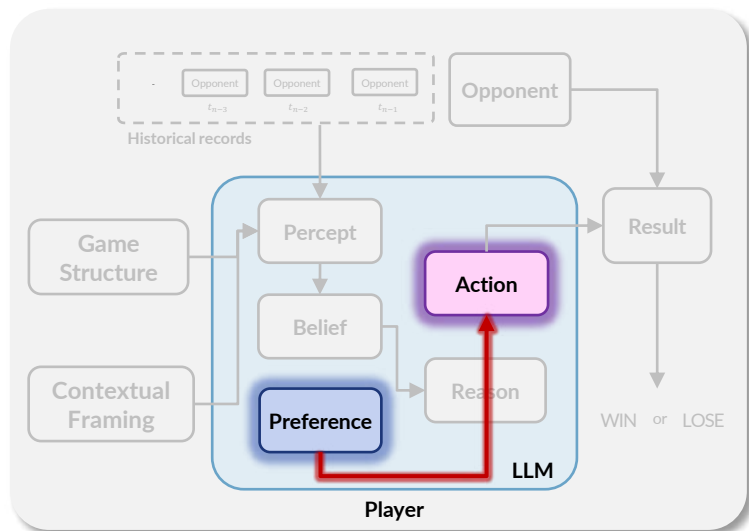 - Opponent Opponent Opponent
t_{n-3} t_{n-2} t_{n-1}
Historical records
Opponent
Game
Structure
Percept
Result
Action
Belief
Contextual
Framing
Reason
Preference
WIN or LOSE
LLM
Player